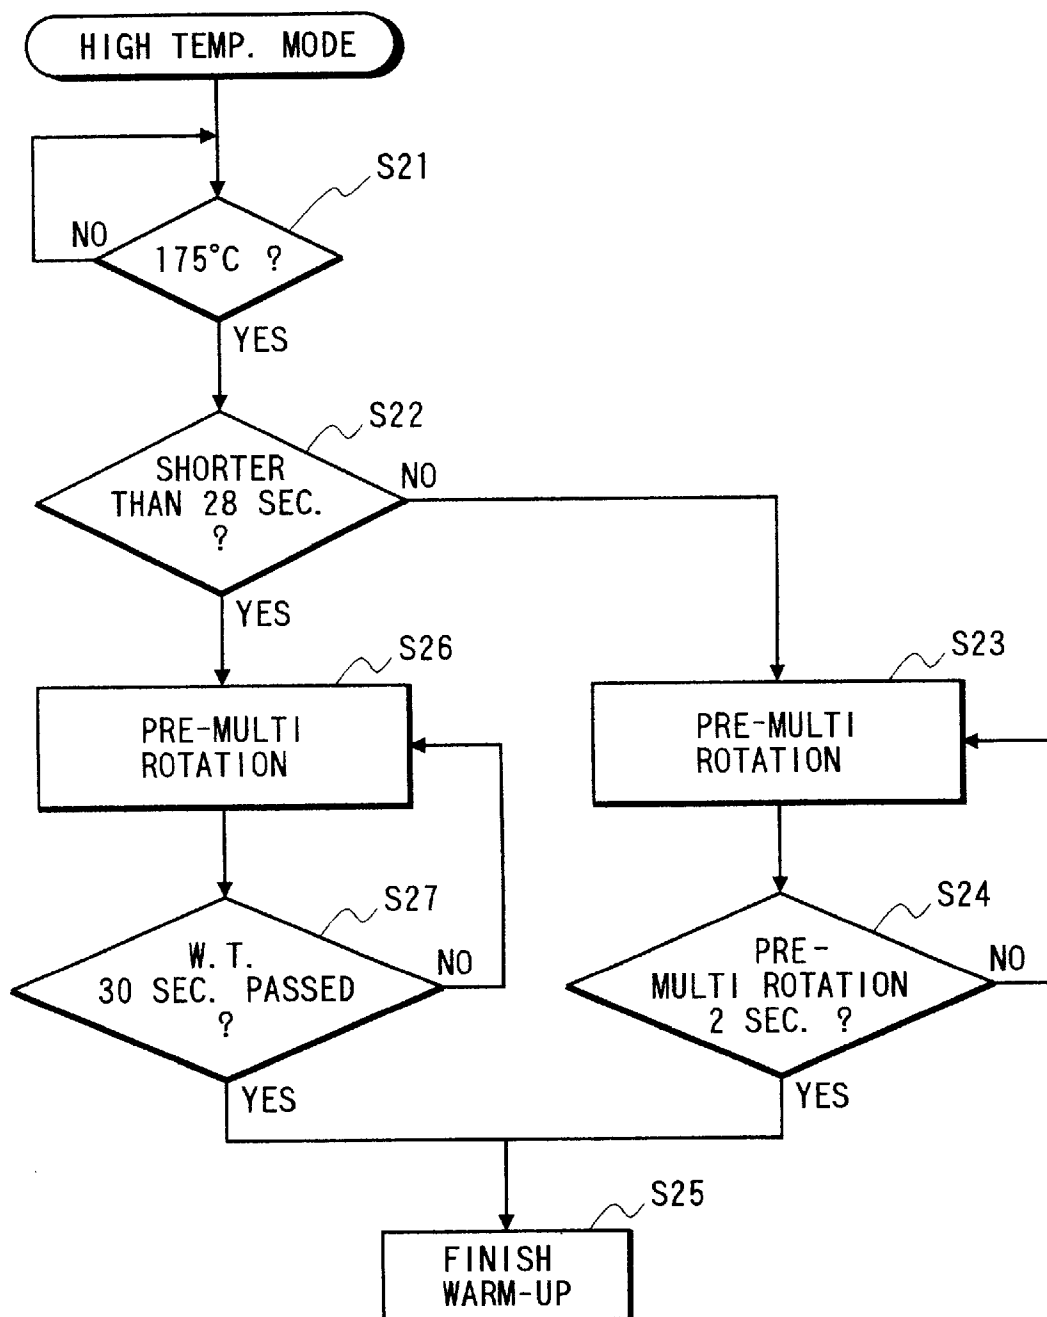 HIGH TEMP. MODE
S21
NO
175°C ?
YES
S22
SHORTER
THAN 28 SEC.
?
NO
YES
S26
PRE-MULTI
ROTATION
S23
PRE-MULTI
ROTATION
S27
W.T.
30 SEC. PASSED
?
NO
YES
S24
PRE-
MULTI ROTATION
2 SEC. ?
NO
YES
S25
FINISH
WARM-UP